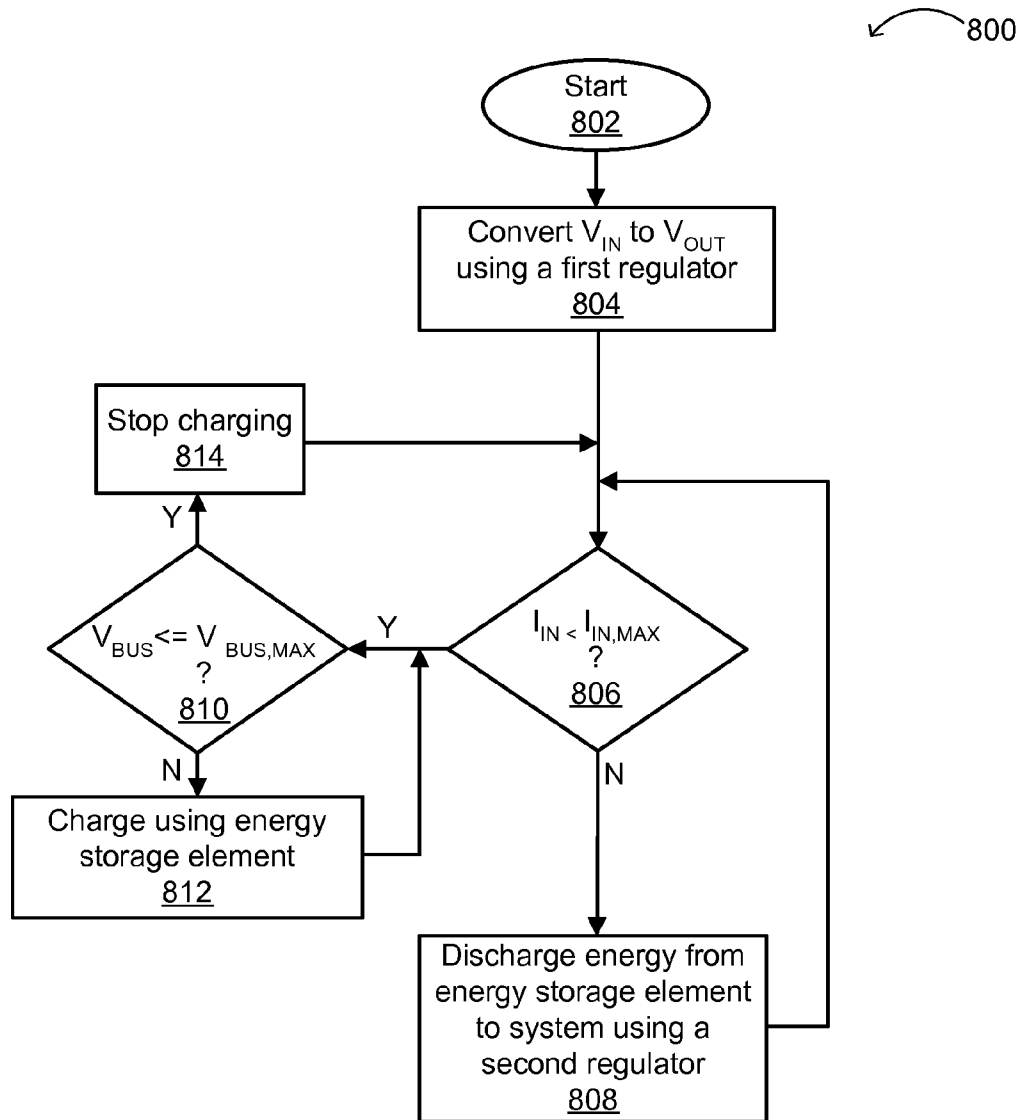 800
Start
802
Convert V_IN to V_OUT
using a first regulator
804
Stop charging
814
Y
V_BUS <= V_BUS,MAX
?
810
Y
I_IN < I_IN,MAX
?
806
N
Charge using energy
storage element
812
N
Discharge energy from
energy storage element
to system using a
second regulator
808